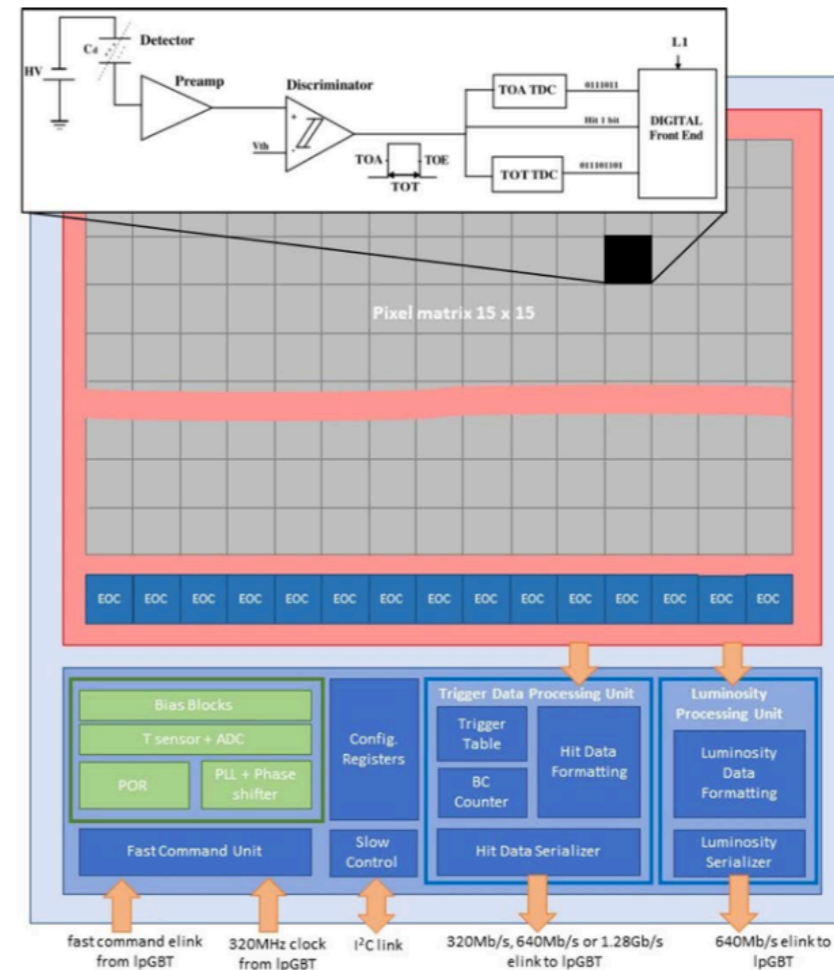 L1
Detector
Cd
HV
Preamp
Discriminator
TOA TDC
0111011
Hit 1 bit
DIGITAL
Front End
+
-
Vth
TOA
TOE
TOT
TOT TDC
011101101
Pixel matrix 15 x 15
EOC EOC EOC EOC EOC EOC EOC EOC EOC EOC EOC EOC EOC EOC EOC
Bias Blocks
T sensor + ADC
POR
PLL + Phase
shifter
Fast Command Unit
Config.
Registers
Slow
Control
Trigger Data Processing Unit
Trigger
Table
BC
Counter
Hit Data
Formatting
Hit Data Serializer
Luminosity
Processing Unit
Luminosity
Data
Formatting
Luminosity
Serializer
fast command elink
from lpGBT
320MHz clock
from lpGBT
I²C link
320Mb/s, 640Mb/s or 1.28Gb/s
elink to lpGBT
640Mb/s elink to
lpGBT